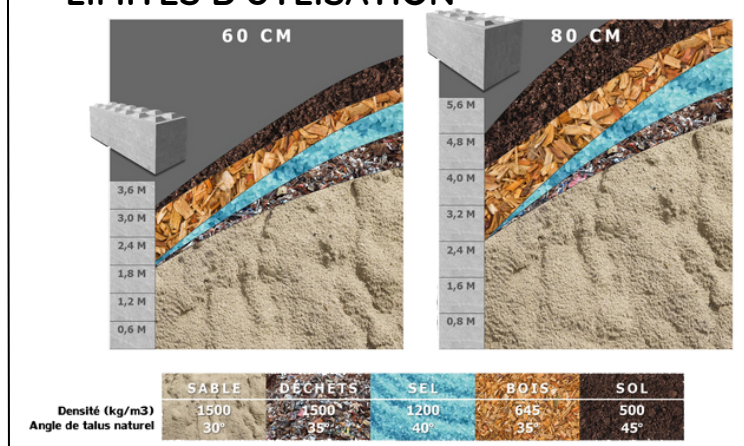 LIMITES D'UTLISATION
60 CM
80 CM
3,6 M
3,0 M
2,4 M
1,8 M
1,2 M
0,6 M
5,6 M
4,8 M
4,0 M
3,2 M
2,4 M
1,6 M
0,8 M
SABLE DÉCHETS SEL BOIS SOL
Densité (kg/m3) 1500 1500 1200 645 500
Angle de talus naturel 30° 35° 40° 35° 45°